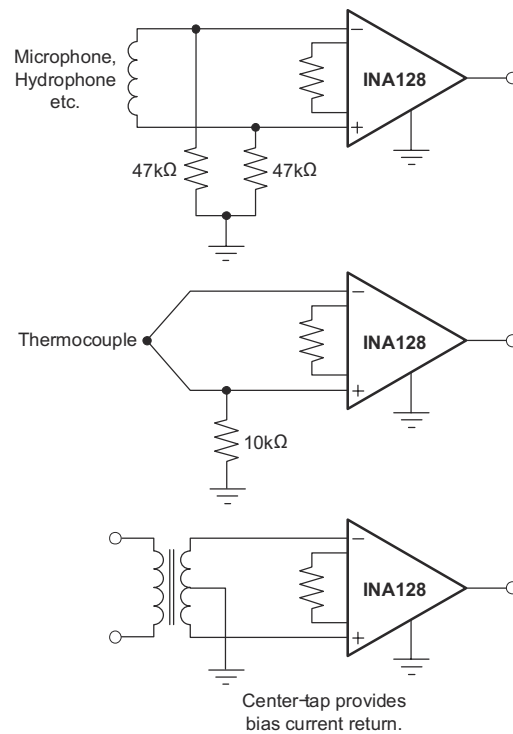 Microphone,
Hydrophone
etc.
−
INA128
+
47kΩ
47kΩ
Thermocouple
−
INA128
+
10kΩ
−
INA128
+
Center-tap provides
bias current return.